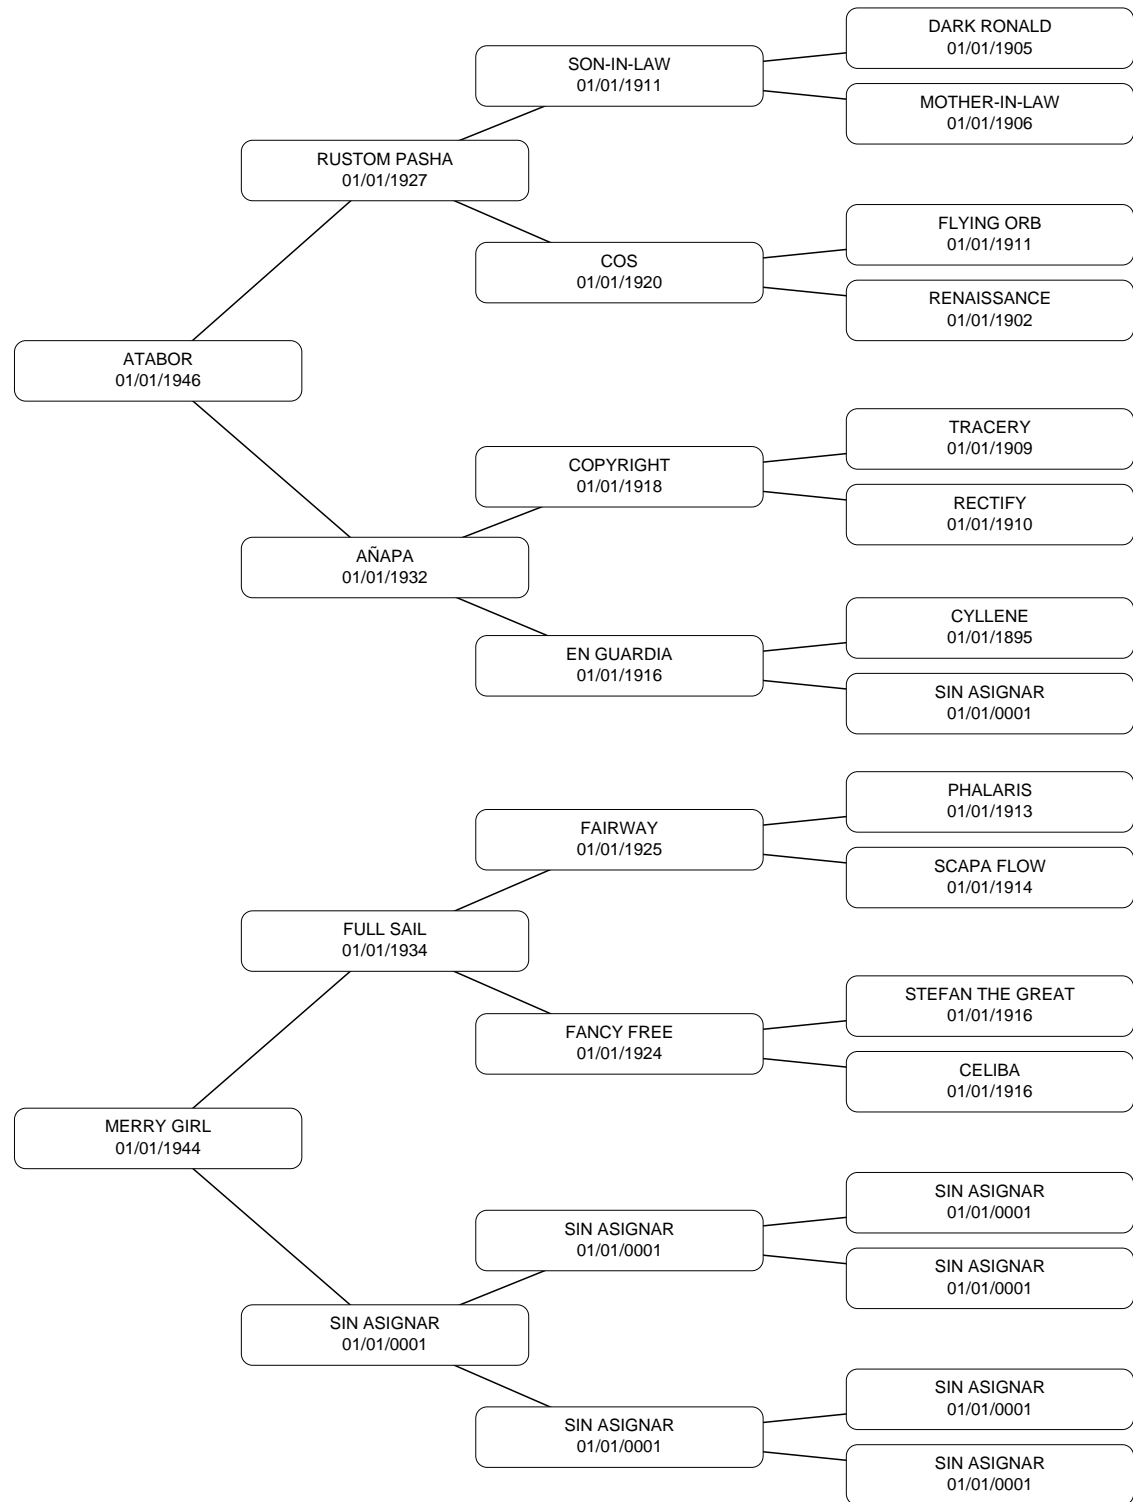 DARK RONALD
01/01/1905
SON-IN-LAW
01/01/1911
MOTHER-IN-LAW
01/01/1906
RUSTOM PASHA
01/01/1927
FLYING ORB
01/01/1911
COS
01/01/1920
RENAISSANCE
01/01/1902
ATABOR
01/01/1946
TRACERY
01/01/1909
COPYRIGHT
01/01/1918
RECTIFY
01/01/1910
AÑAPA
01/01/1932
CYLLENE
01/01/1895
EN GUARDIA
01/01/1916
SIN ASIGNAR
01/01/0001
PHALARIS
01/01/1913
FAIRWAY
01/01/1925
SCAPA FLOW
01/01/1914
FULL SAIL
01/01/1934
STEFAN THE GREAT
01/01/1916
FANCY FREE
01/01/1924
CELIBA
01/01/1916
MERRY GIRL
01/01/1944
SIN ASIGNAR
01/01/0001
SIN ASIGNAR
01/01/0001
SIN ASIGNAR
01/01/0001
SIN ASIGNAR
01/01/0001
SIN ASIGNAR
01/01/0001
SIN ASIGNAR
01/01/0001
SIN ASIGNAR
01/01/0001